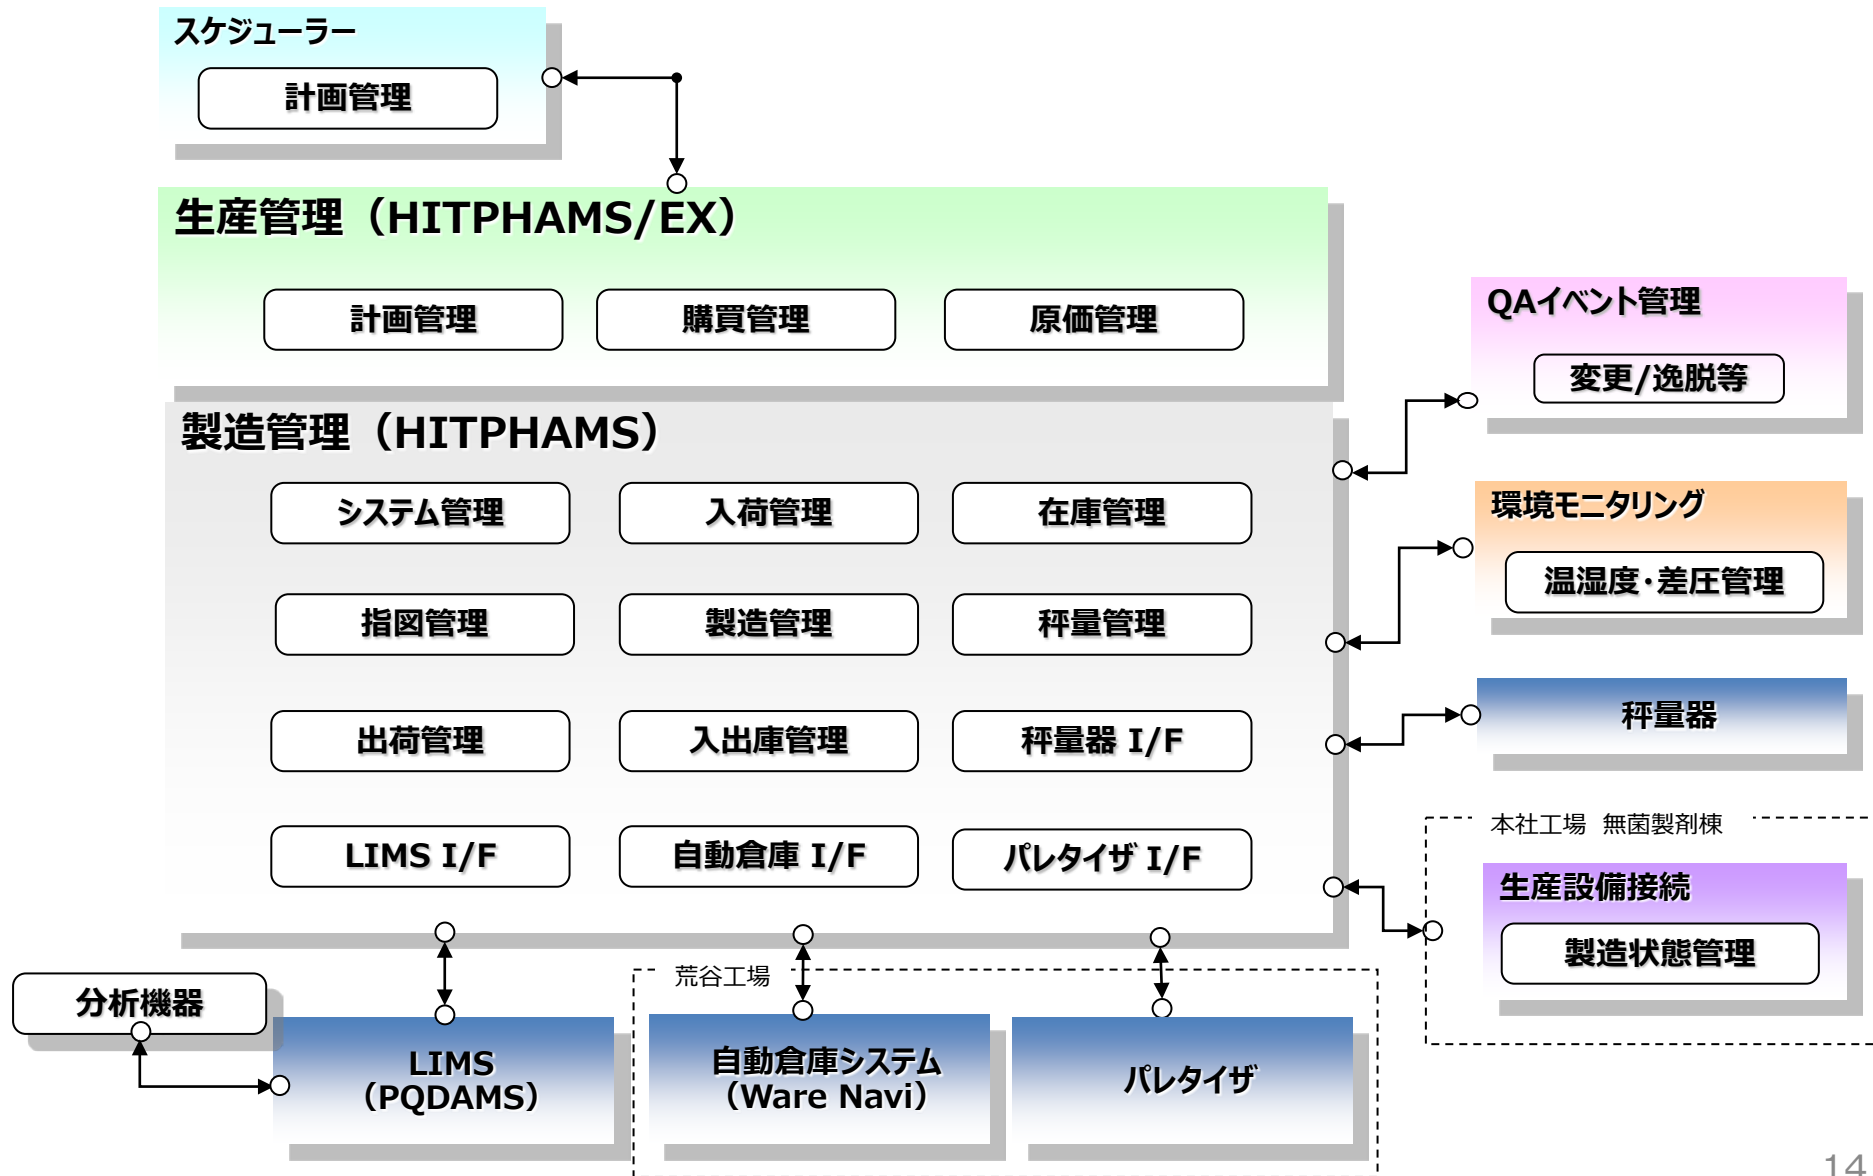 スケジューラー
計画管理
生産管理（HITPHAMS/EX）
計画管理
購買管理
原価管理
製造管理（HITPHAMS）
システム管理
入荷管理
在庫管理
指図管理
製造管理
秤量管理
出荷管理
入出庫管理
秤量器 I/F
LIMS I/F
自動倉庫 I/F
パレタイザ I/F
QAイベント管理
変更/逸脱等
環境モニタリング
温湿度・差圧管理
秤量器
本社工場　無菌製剤棟
生産設備接続
製造状態管理
分析機器
LIMS
（PQDAMS）
荒谷工場
自動倉庫システム
（Ware Navi）
パレタイザ
14